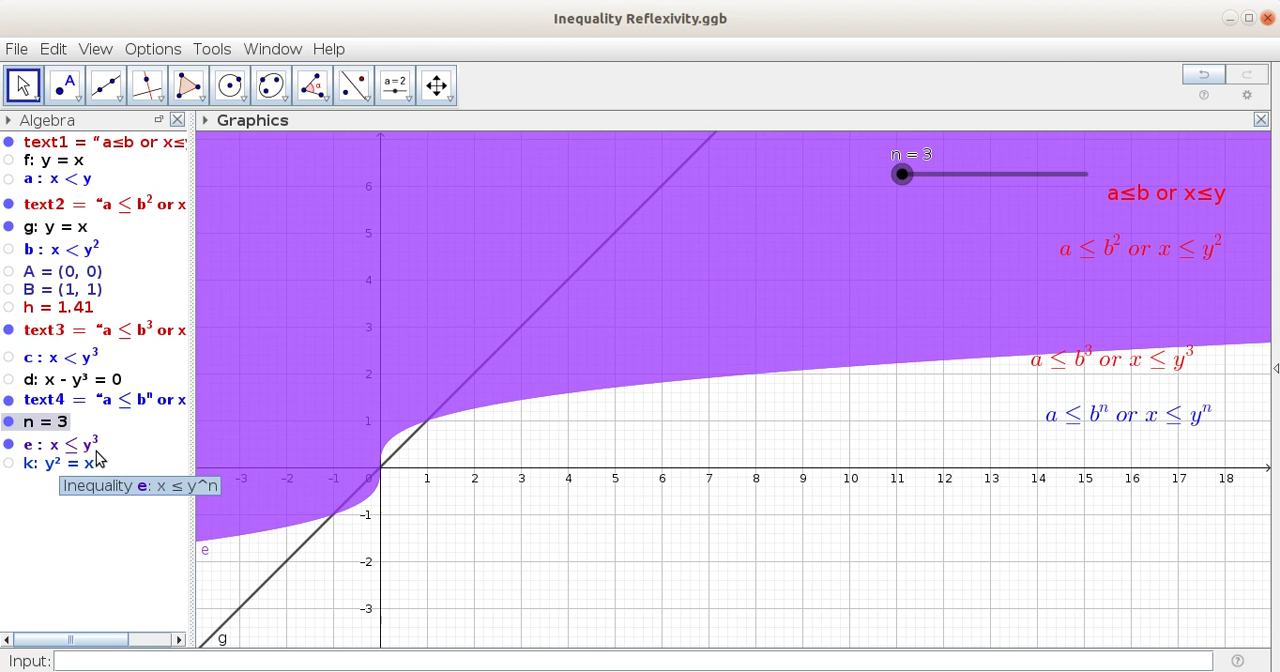 Inequality Reflexivity.ggb
File Edit View Options Tools Window Help
A
α
a=2
Algebra
Graphics
text1 = “a≤b or x≤y
f: y = x
a : x < y
text2 = “a ≤ b² or x
g: y = x
b : x < y²
A = (0, 0)
B = (1, 1)
h = 1.41
text3 = “a ≤ b³ or x
c : x < y³
d: x - y³ = 0
text4 = “a ≤ bⁿ or x
n = 3
e : x ≤ y³
k: y² = x
Inequality e: x ≤ y^n
n = 3
a≤b or x≤y
a ≤ b² or x ≤ y²
a ≤ b³ or x ≤ y³
a ≤ bⁿ or x ≤ yⁿ
6
5
4
3
2
1
-3 -2 -1 0 1 2 3 4 5 6 7 8 9 10 11 12 13 14 15 16 17 18
-1
-2
-3
e
g
Input: